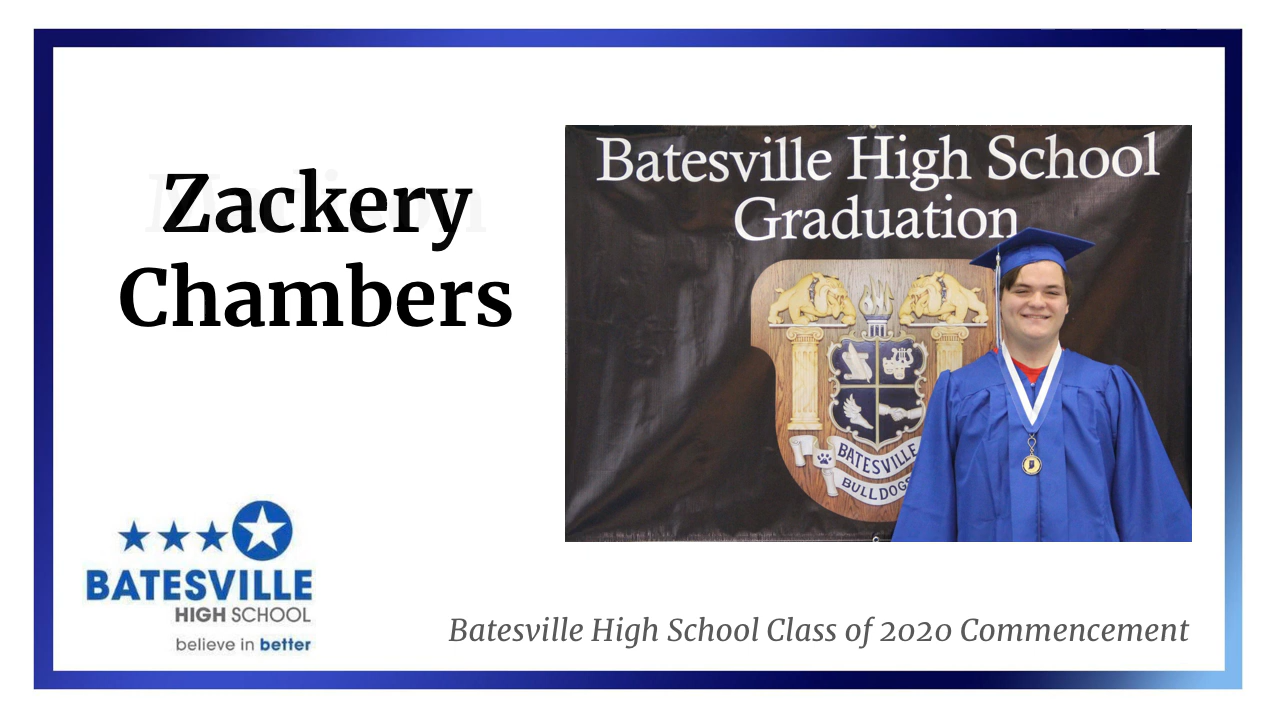 Zackery
Chambers
Batesville High School
Graduation
BATESVILLE
BULLDOGS
BATESVILLE
HIGH SCHOOL
believe in better
Batesville High School Class of 2020 Commencement